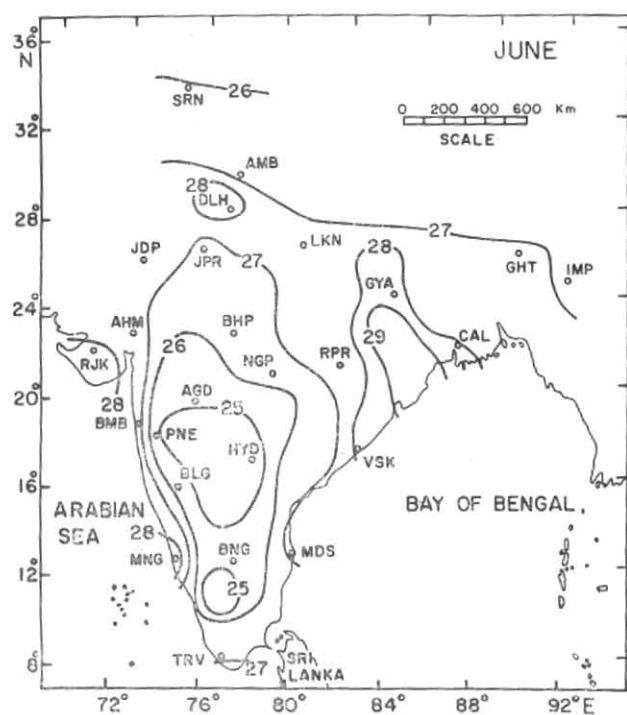 36°
N
JUNE
26
SRN
0 200 400 600 Km
SCALE
32°
AMB
28
DLH
28°
27
LKN
JDP
JPR
27
28
GHT
IMP
GYA
24°
AHM
BHP
26
29
CAL
RJK
NGP
RPR
20°
28
AGD
25
BMB
PNE
HYD
VSK
16°
BLG
ARABIAN
SEA
BAY OF BENGAL
28
MNG
BNG
MDS
12°
25
TRV
27
SRI
LANKA
8°
72° 76° 80° 84° 88° 92°E